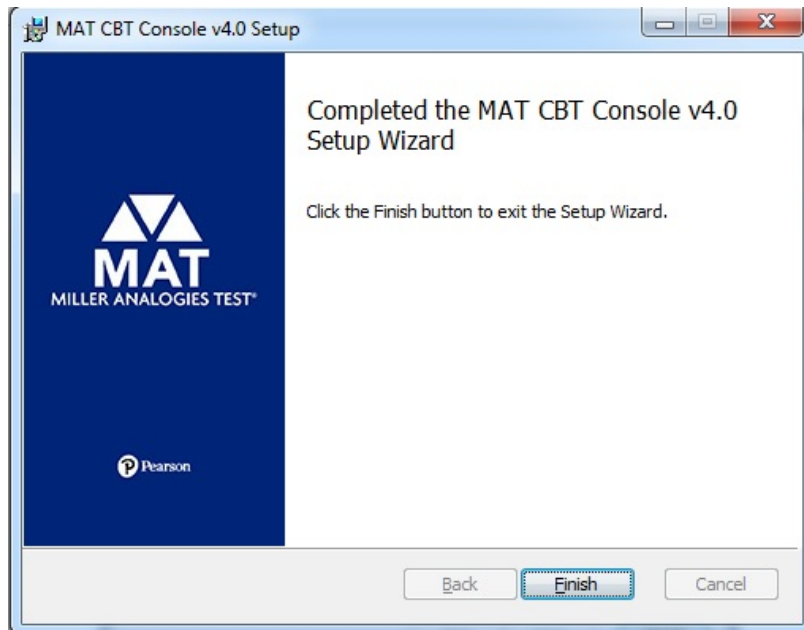 MAT CBT Console v4.0 Setup
Completed the MAT CBT Console v4.0
Setup Wizard
Click the Finish button to exit the Setup Wizard.
MAT
MILLER ANALOGIES TEST®
Pearson
Back Finish Cancel